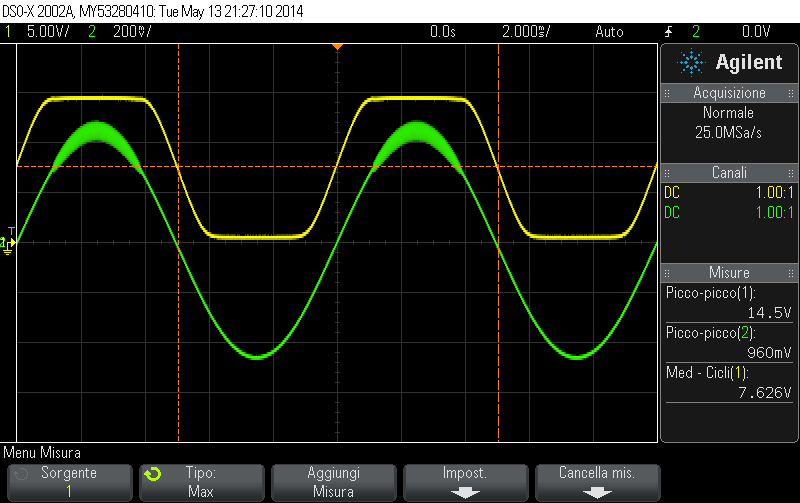 DSO-X 2002A, MY53280410: Tue May 13 21:27:10 2014
1 5.00V/ 2 200m/ 0.0s 2.000m/ Auto 2 0.0V
Agilent
Acquisizione
Normale
25.0MSa/s
Canali
DC 1.00:1
DC 1.00:1
Misure
Picco-picco(1):
14.5V
Picco-picco(2):
960mV
Med - Cicli(1):
7.626V
T
2
Menu Misura
Sorgente
1
Tipo:
Max
Aggiungi
Misura
Impost.
Cancella mis.